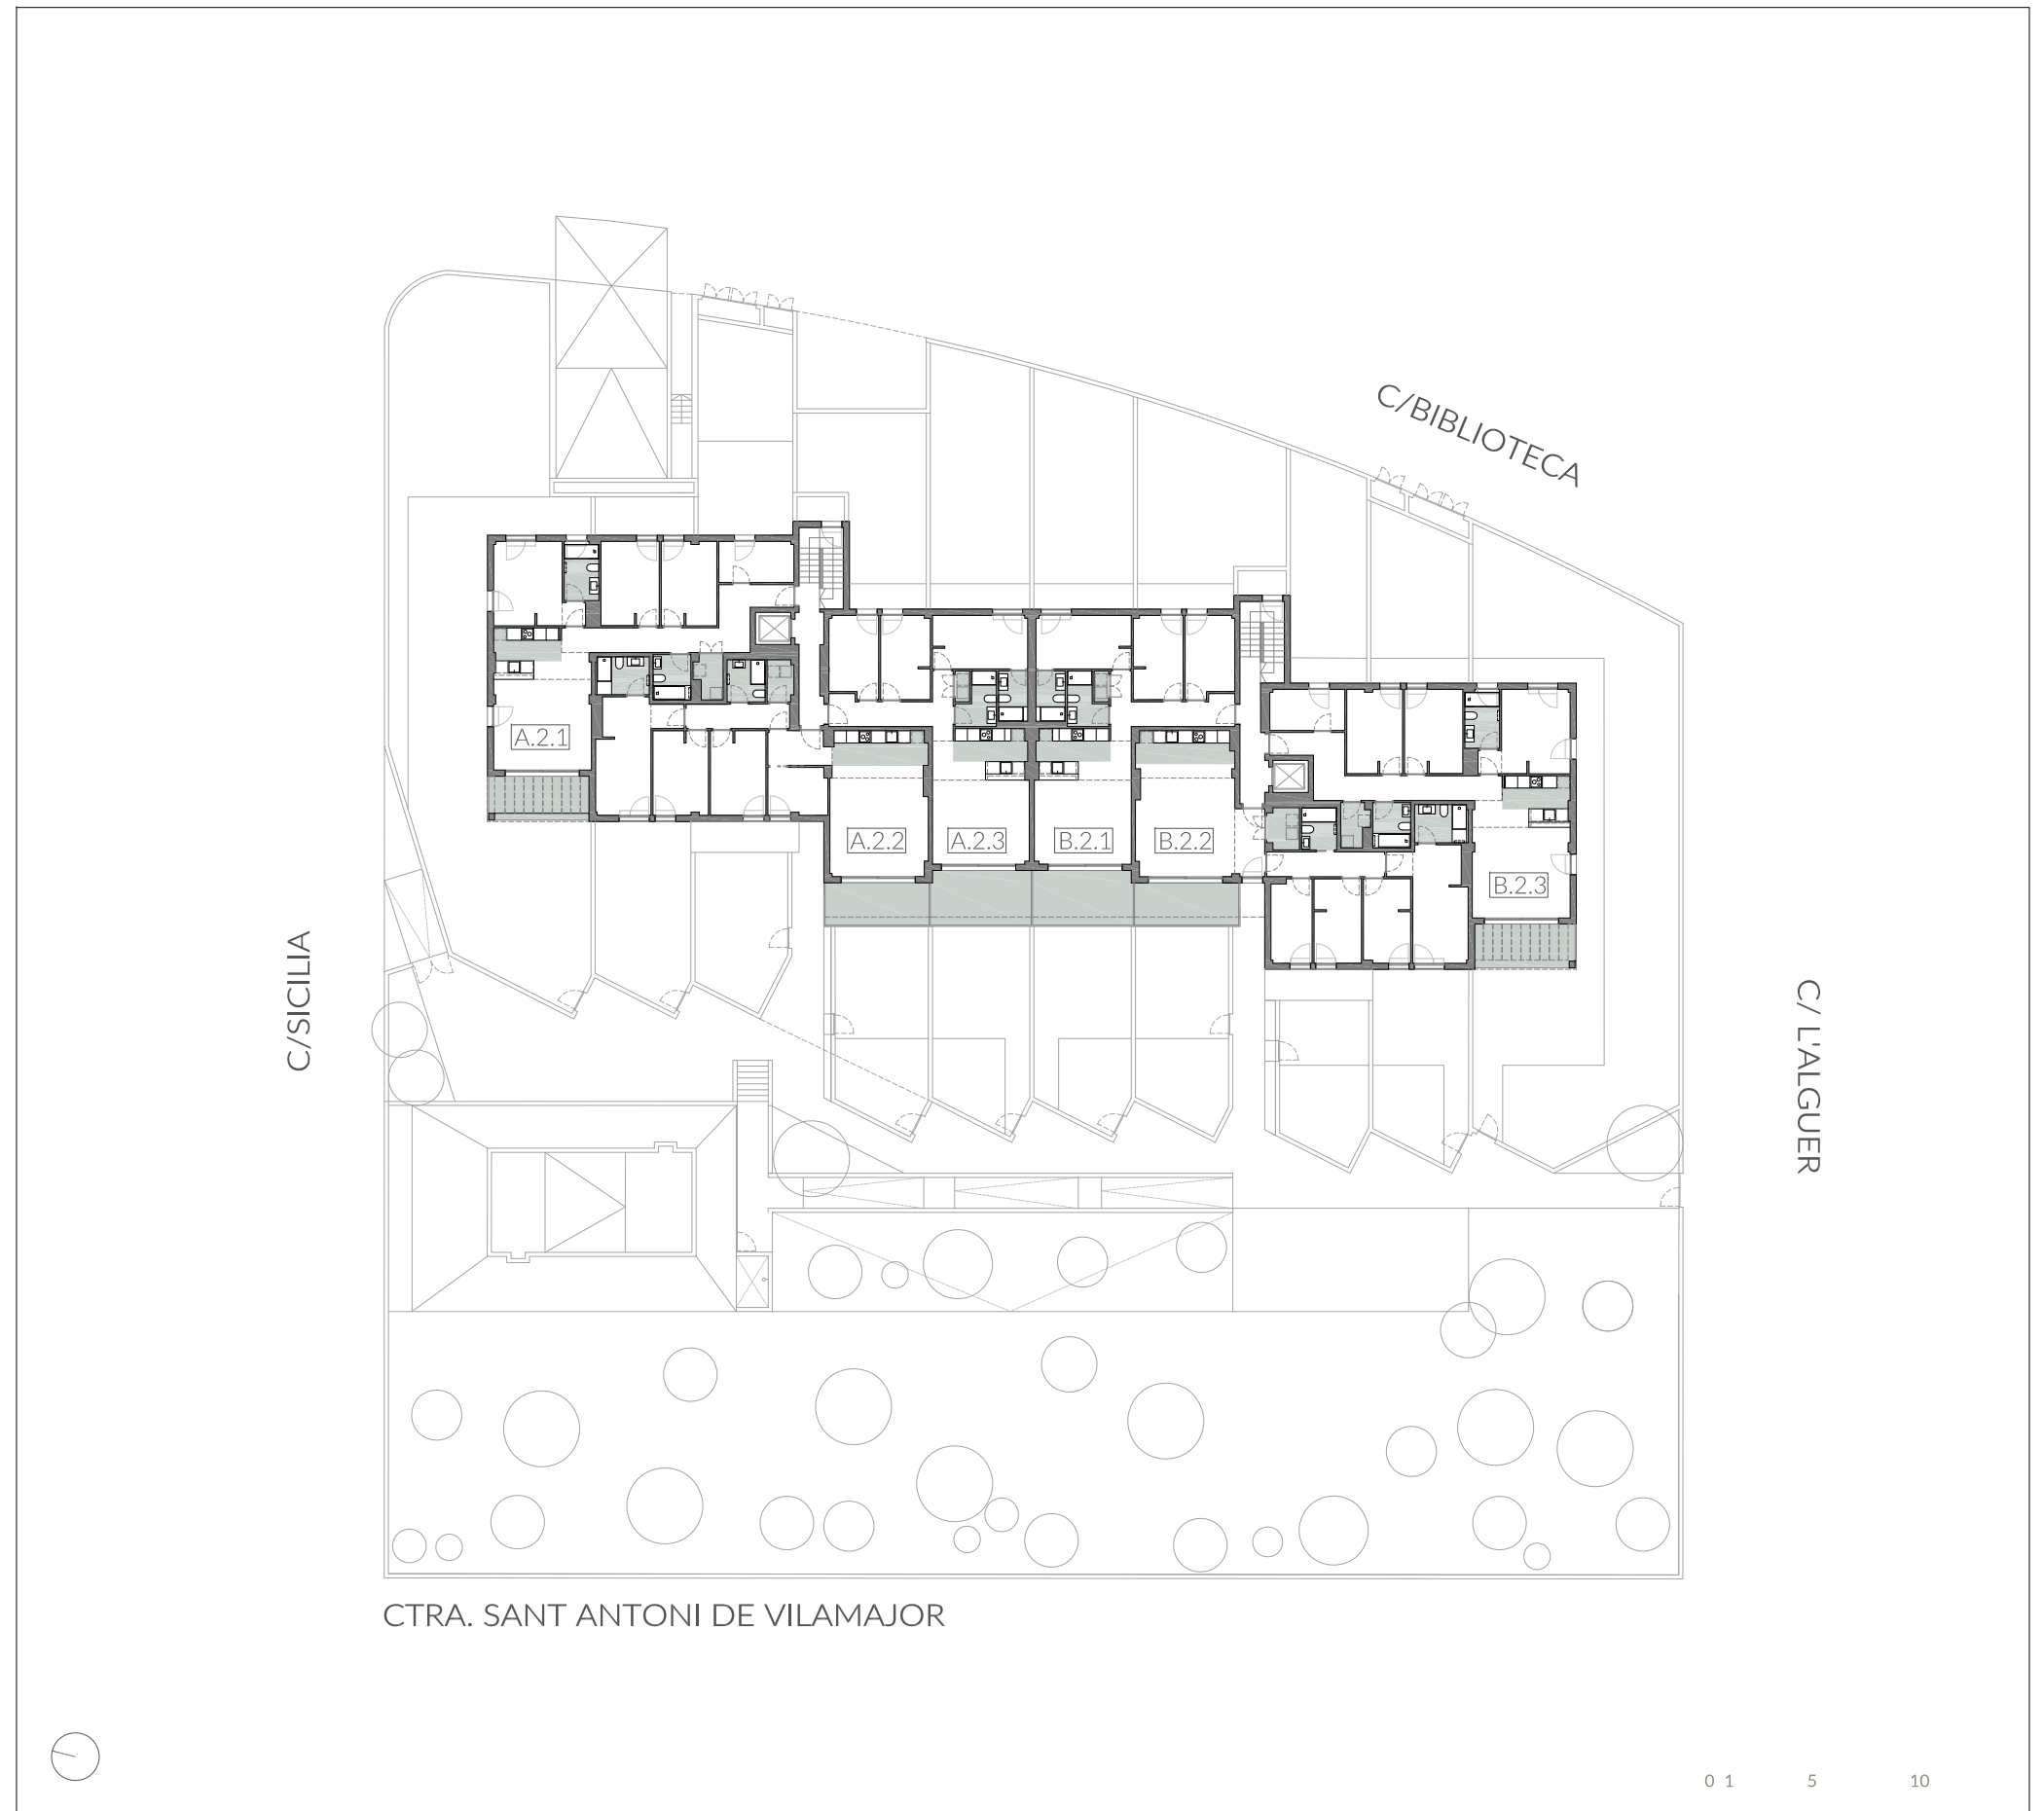 C/BIBLIOTECA
A.2.1
A.2.2
A.2.3
B.2.1
B.2.2
B.2.3
C/SICILIA
C/ L'ALGUER
CTRA. SANT ANTONI DE VILAMAJOR
0 1 5 10